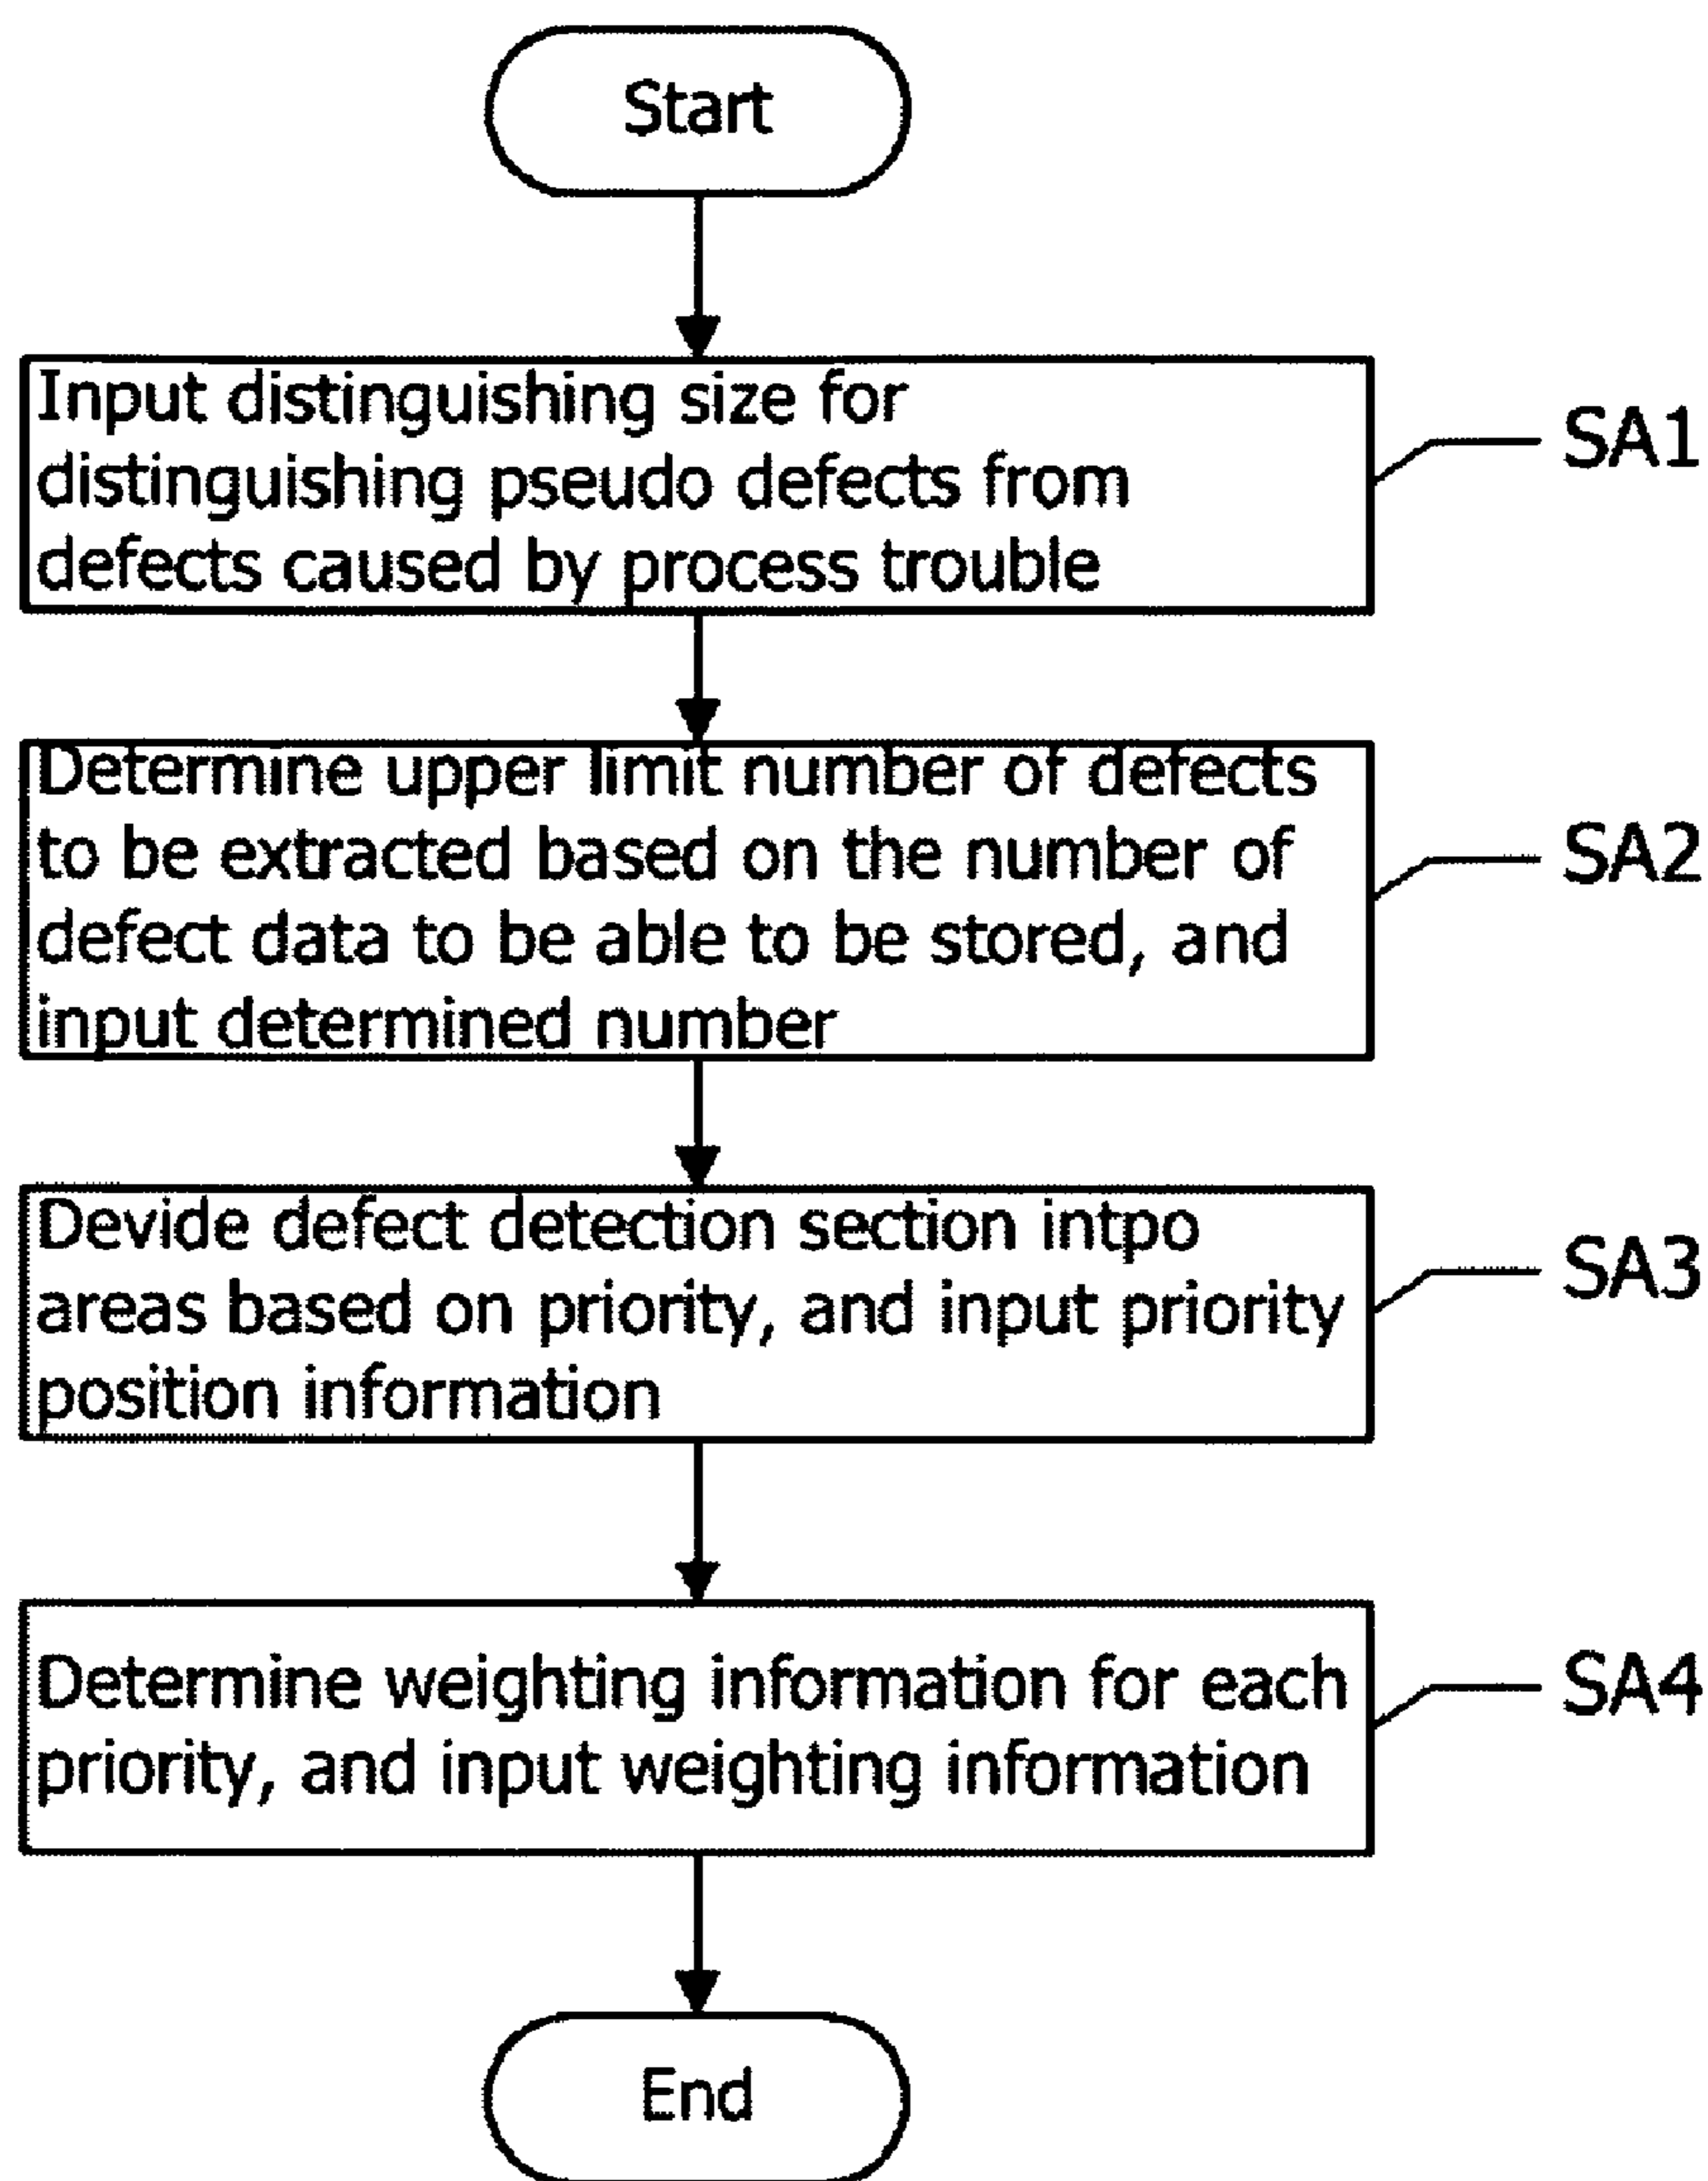 Start
Input distinguishing size for
distinguishing pseudo defects from
defects caused by process trouble
SA1
Determine upper limit number of defects
to be extracted based on the number of
defect data to be able to be stored, and
input determined number
SA2
Devide defect detection section intpo
areas based on priority, and input priority
position information
SA3
Determine weighting information for each
priority, and input weighting information
SA4
End